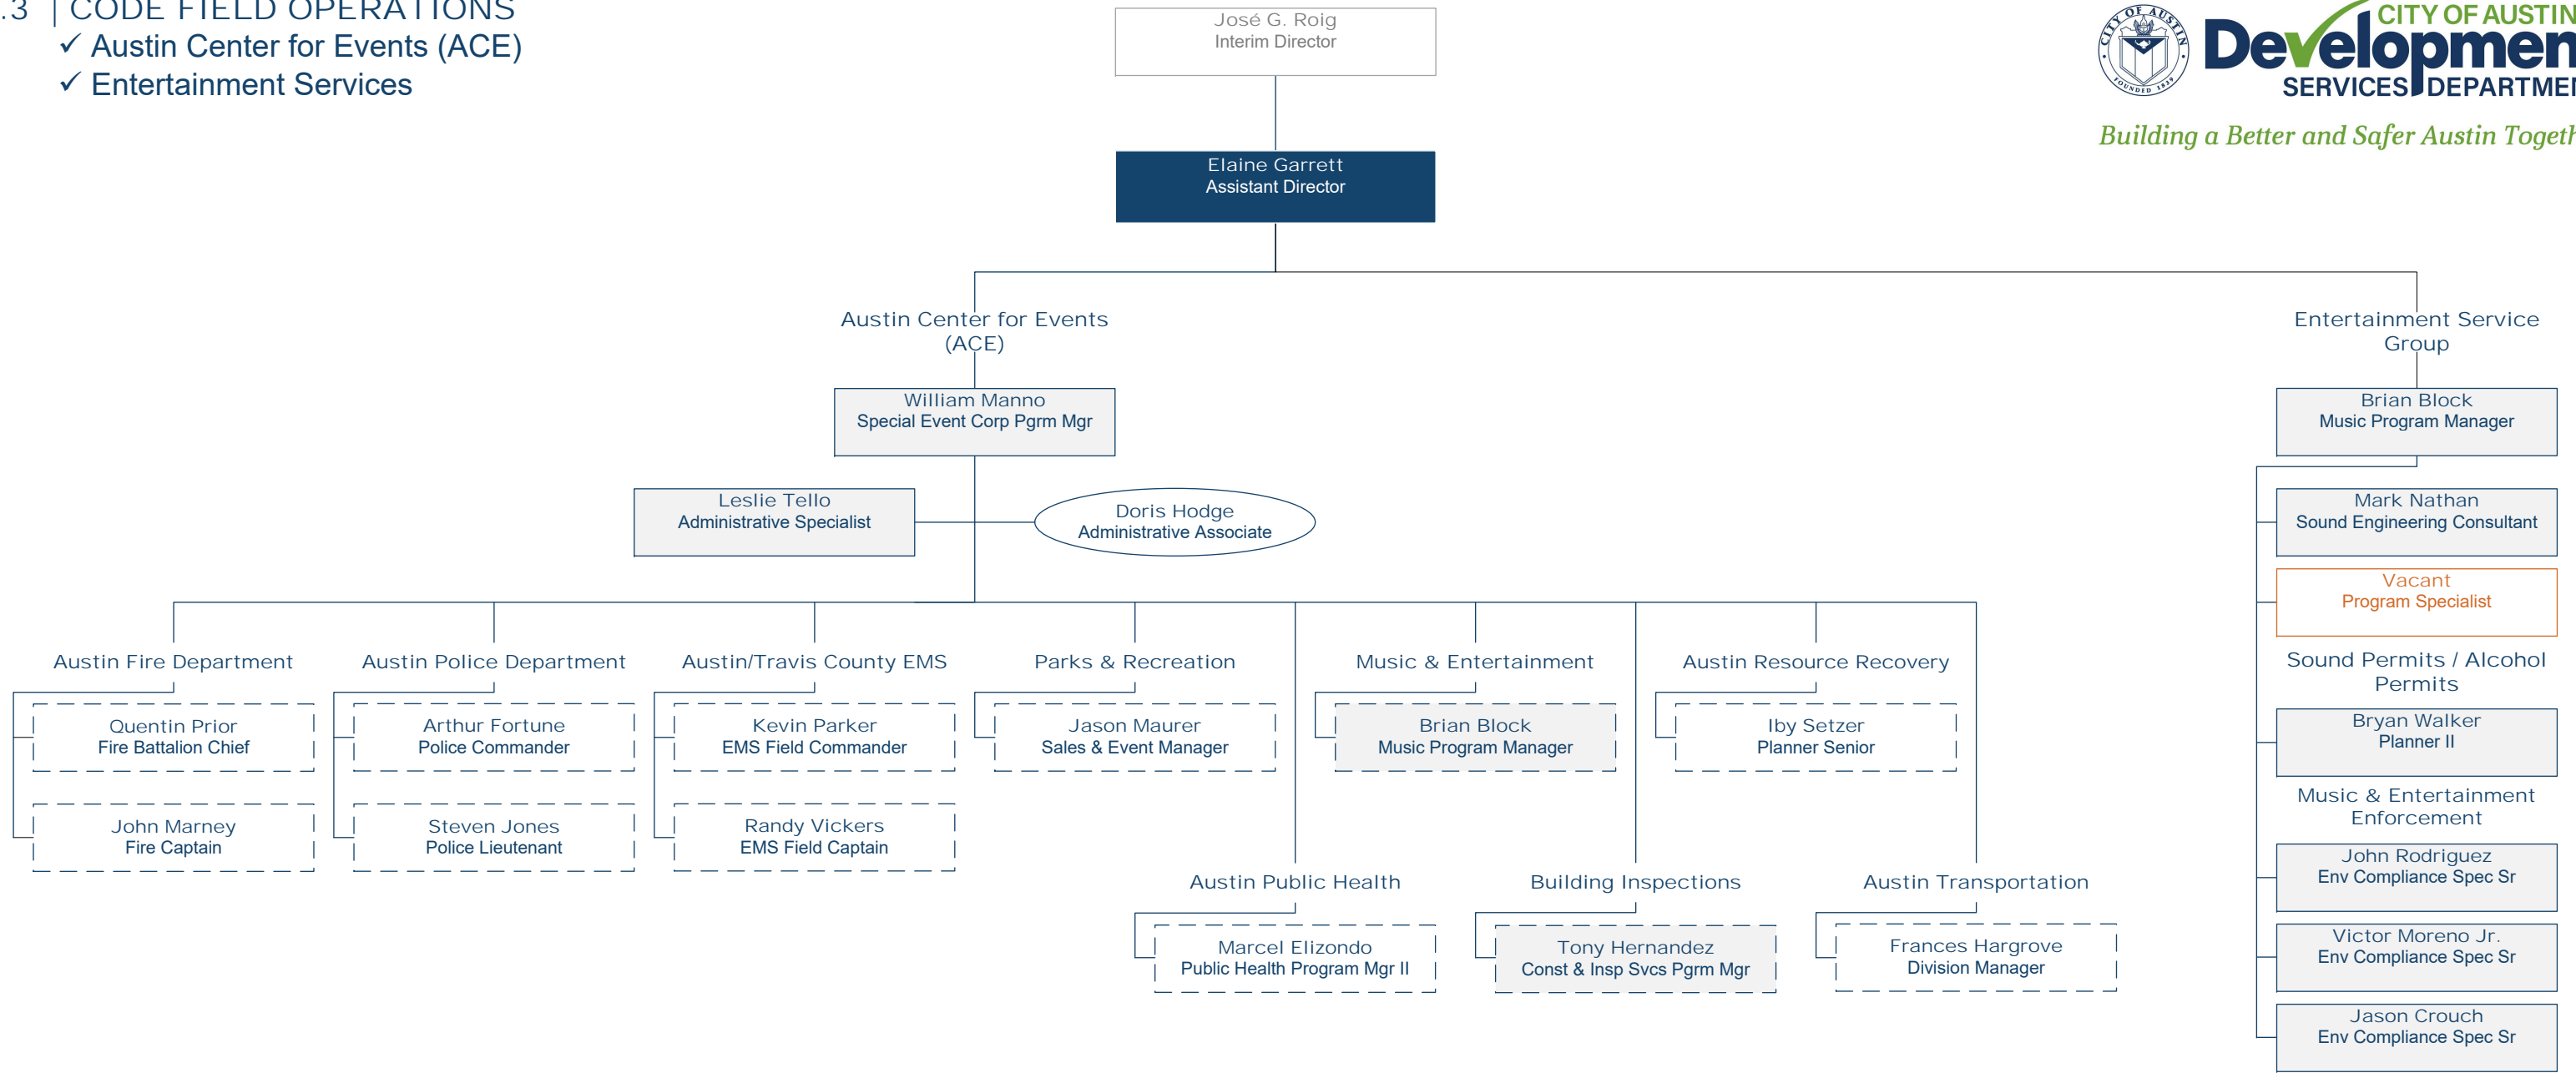 .3 | CODE FIELD OPERATIONS
✓ Austin Center for Events (ACE)
✓ Entertainment Services
José G. Roig
Interim Director
CITY OF AUSTIN
FOUNDED 1839
CITY OF AUSTIN
Developmen
SERVICES DEPARTMEN
Building a Better and Safer Austin Togeth
Elaine Garrett
Assistant Director
Austin Center for Events
(ACE)
Entertainment Service
Group
William Manno
Special Event Corp Pgrm Mgr
Brian Block
Music Program Manager
Leslie Tello
Administrative Specialist
Doris Hodge
Administrative Associate
Mark Nathan
Sound Engineering Consultant
Vacant
Program Specialist
Austin Fire Department
Austin Police Department
Austin/Travis County EMS
Parks & Recreation
Music & Entertainment
Austin Resource Recovery
Sound Permits / Alcohol
Permits
Quentin Prior
Fire Battalion Chief
Arthur Fortune
Police Commander
Kevin Parker
EMS Field Commander
Jason Maurer
Sales & Event Manager
Brian Block
Music Program Manager
Iby Setzer
Planner Senior
Bryan Walker
Planner II
John Marney
Fire Captain
Steven Jones
Police Lieutenant
Randy Vickers
EMS Field Captain
Music & Entertainment
Enforcement
Austin Public Health
Building Inspections
Austin Transportation
John Rodriguez
Env Compliance Spec Sr
Marcel Elizondo
Public Health Program Mgr II
Tony Hernandez
Const & Insp Svcs Pgrm Mgr
Frances Hargrove
Division Manager
Victor Moreno Jr.
Env Compliance Spec Sr
Jason Crouch
Env Compliance Spec Sr